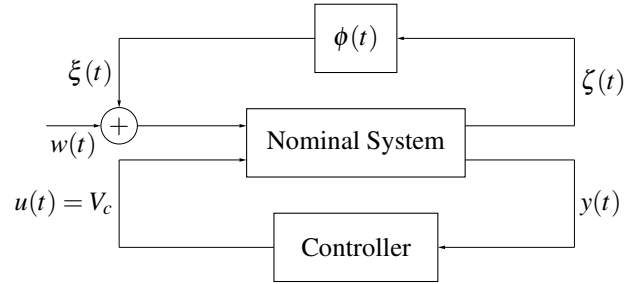 ϕ(t)
ξ(t)
ζ(t)
+
w(t)
Nominal System
u(t) = V_c
y(t)
Controller